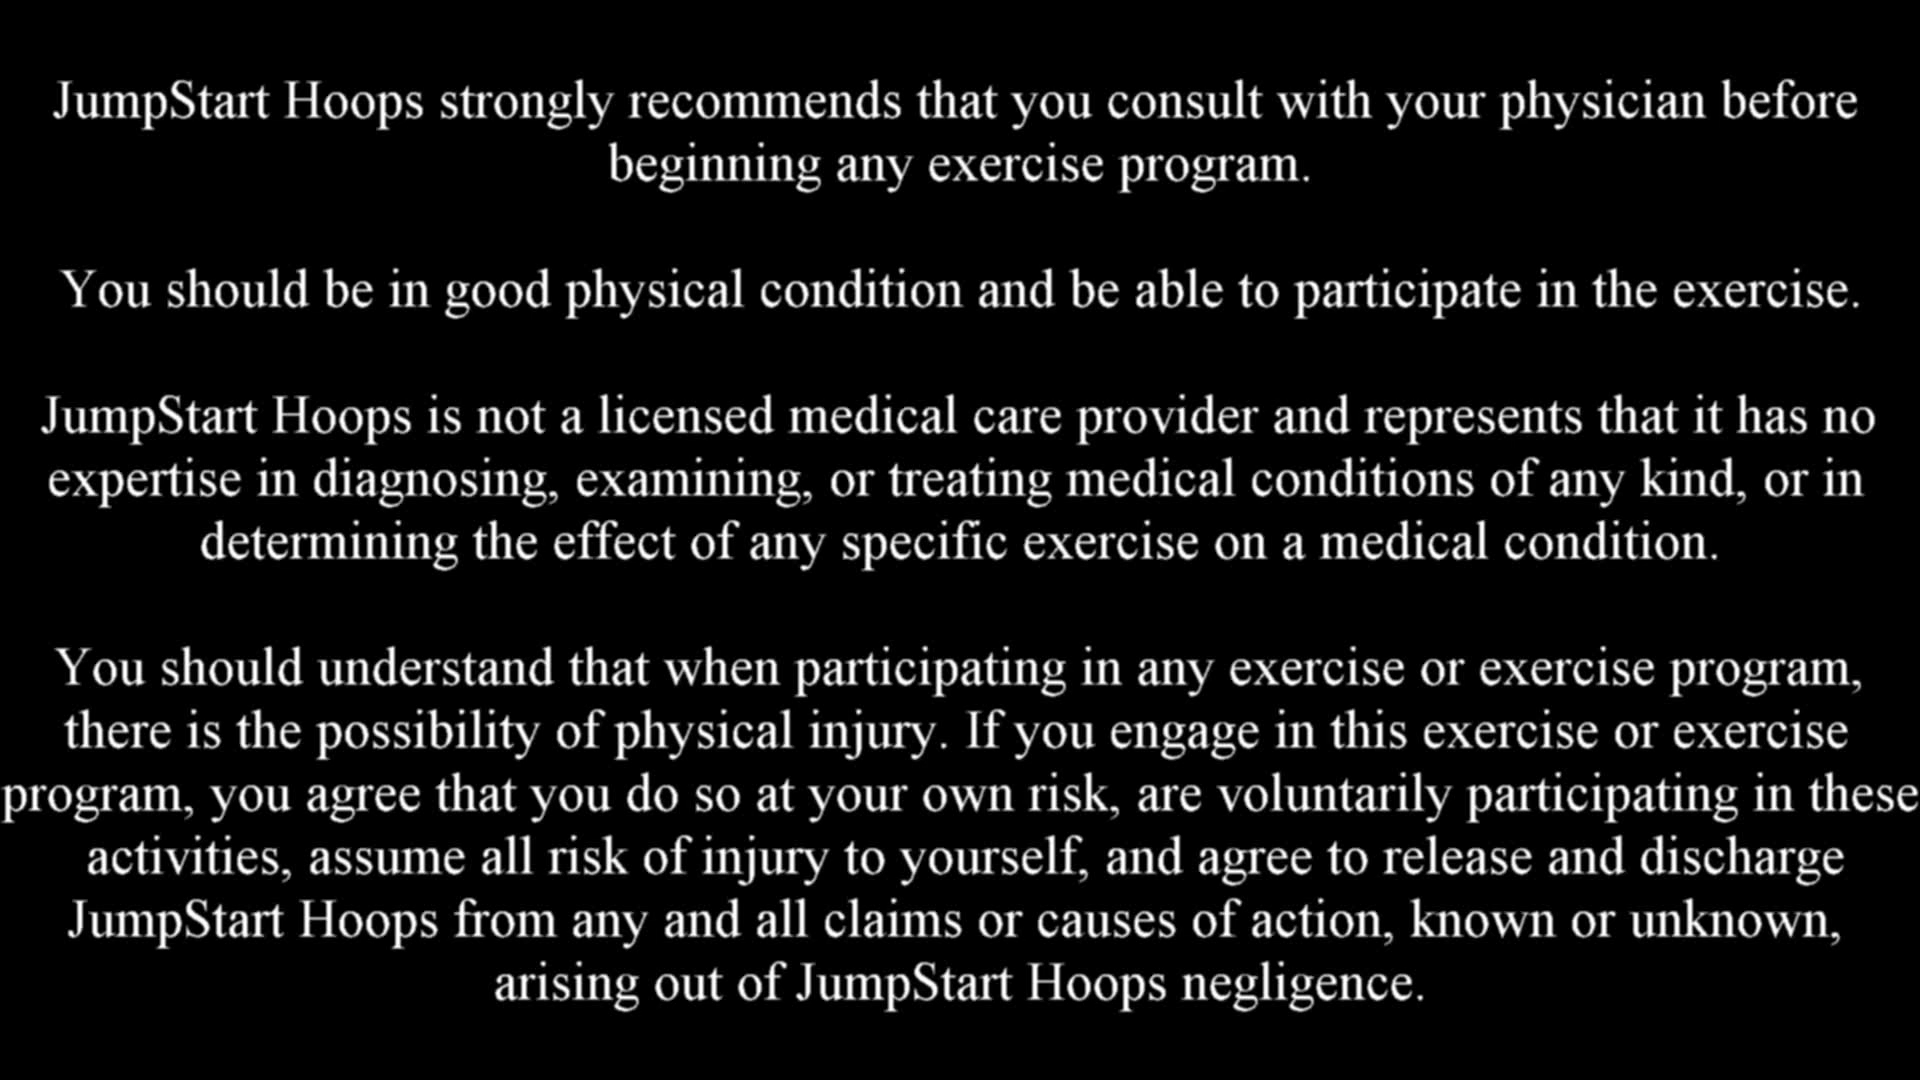 JumpStart Hoops strongly recommends that you consult with your physician before
beginning any exercise program.
You should be in good physical condition and be able to participate in the exercise.
JumpStart Hoops is not a licensed medical care provider and represents that it has no
expertise in diagnosing, examining, or treating medical conditions of any kind, or in
determining the effect of any specific exercise on a medical condition.
You should understand that when participating in any exercise or exercise program,
there is the possibility of physical injury. If you engage in this exercise or exercise
program, you agree that you do so at your own risk, are voluntarily participating in these
activities, assume all risk of injury to yourself, and agree to release and discharge
JumpStart Hoops from any and all claims or causes of action, known or unknown,
arising out of JumpStart Hoops negligence.